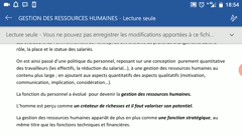 18:54
GESTION DES RESSOURCES HUMAINES - Lecture seule
Lecture seule - Vous ne pouvez pas enregistrer les modifications apportées à ce fichi...
rôle, la place et le statut des salariés.
On est ainsi passé d'une politique du personnel, reposant sur une conception purement quantitative
des travailleurs (les effectifs, la réduction du salariat...), à une gestion des ressources humaines au
contenu plus large , en ajoutant aux aspects quantitatifs des aspects qualitatifs (motivation,
communication, implication, considération...).
La fonction du personnel a évolué pour devenir la gestion des ressources humaines.
L'homme est perçu comme un créateur de richesses et il faut valoriser son potentiel.
La gestion des ressources humaines apparaît de plus en plus comme une fonction stratégique, au
même titre que les fonctions techniques et financières.